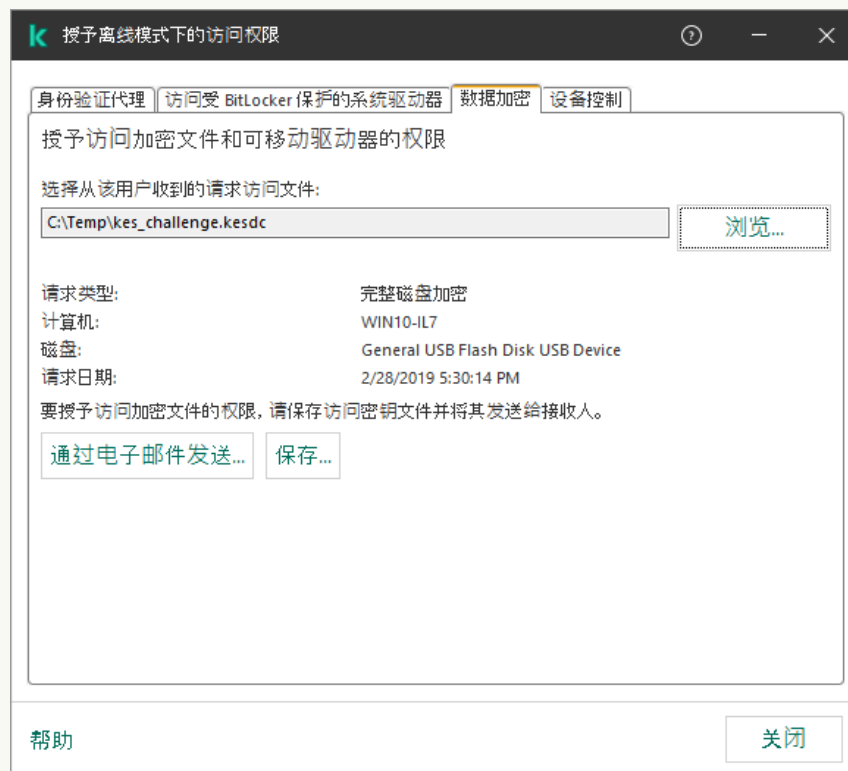 授予离线模式下的访问权限
身份验证代理 访问受 BitLocker 保护的系统驱动器 数据加密 设备控制
授予访问加密文件和可移动驱动器的权限
选择从该用户收到的请求访问文件:
C:\Temp\kes_challenge.kesdc 浏览...
请求类型: 完整磁盘加密
计算机: WIN10-IL7
磁盘: General USB Flash Disk USB Device
请求日期: 2/28/2019 5:30:14 PM
要授予访问加密文件的权限, 请保存访问密钥文件并将其发送给接收人。
通过电子邮件发送... 保存...
帮助 关闭